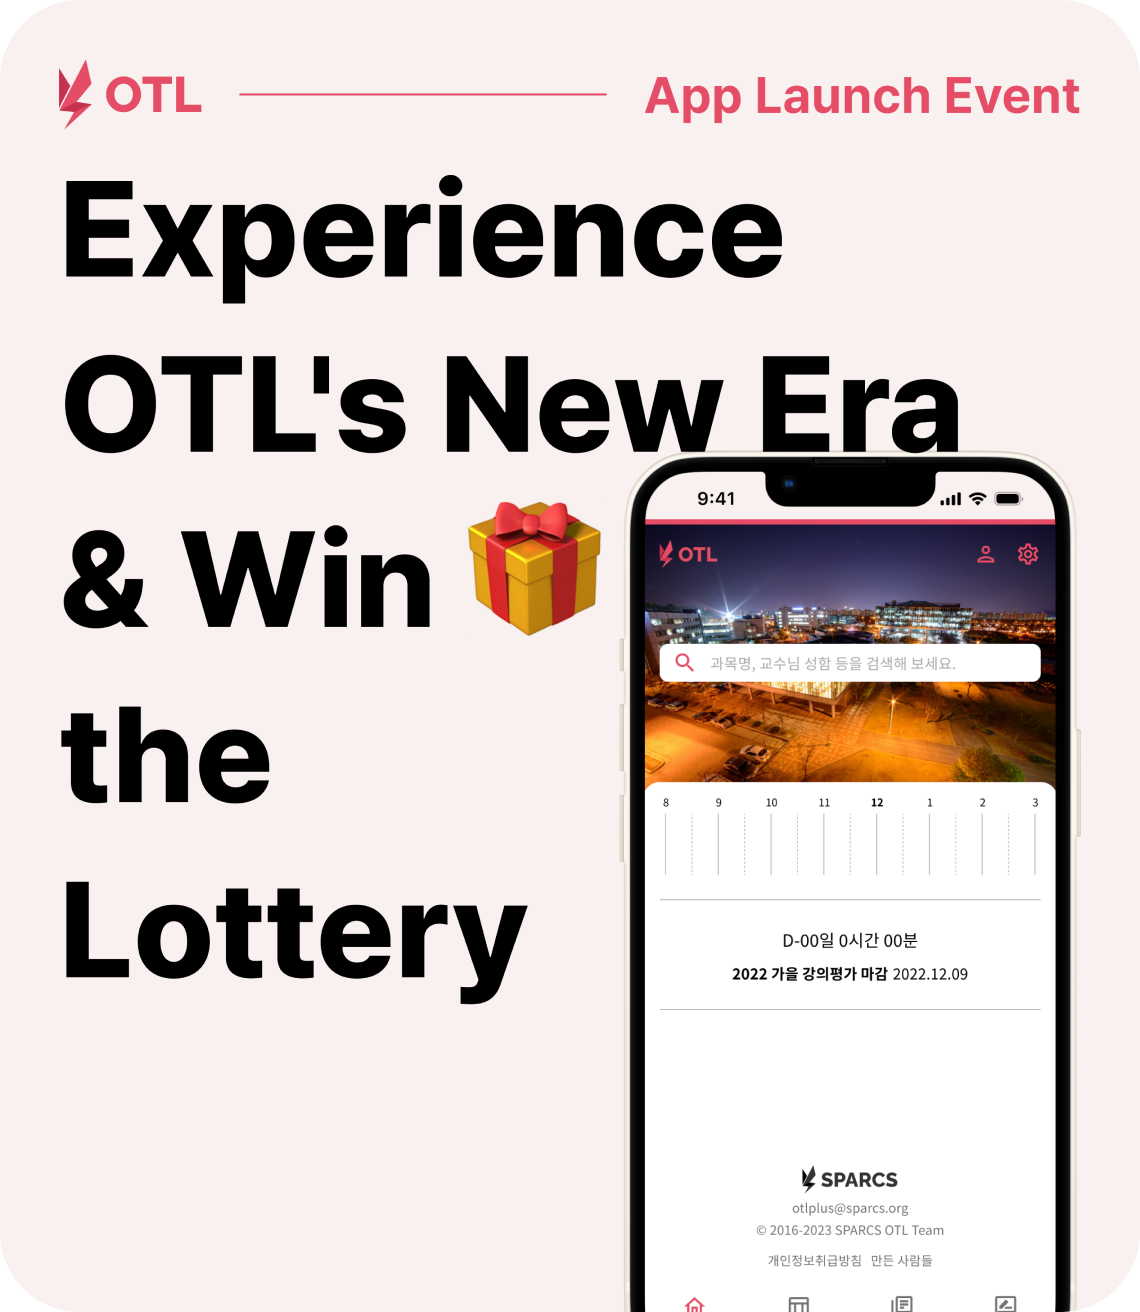 OTL
App Launch Event
Experience
OTL's New Era
& Win
the
Lottery
9:41
OTL
과목명, 교수님 성함 등을 검색해 보세요.
8 9 10 11 12 1 2 3
D-00일 0시간 00분
2022 가을 강의평가 마감 2022.12.09
SPARCS
otlplus@sparcs.org
© 2016-2023 SPARCS OTL Team
개인정보취급방침 만든 사람들